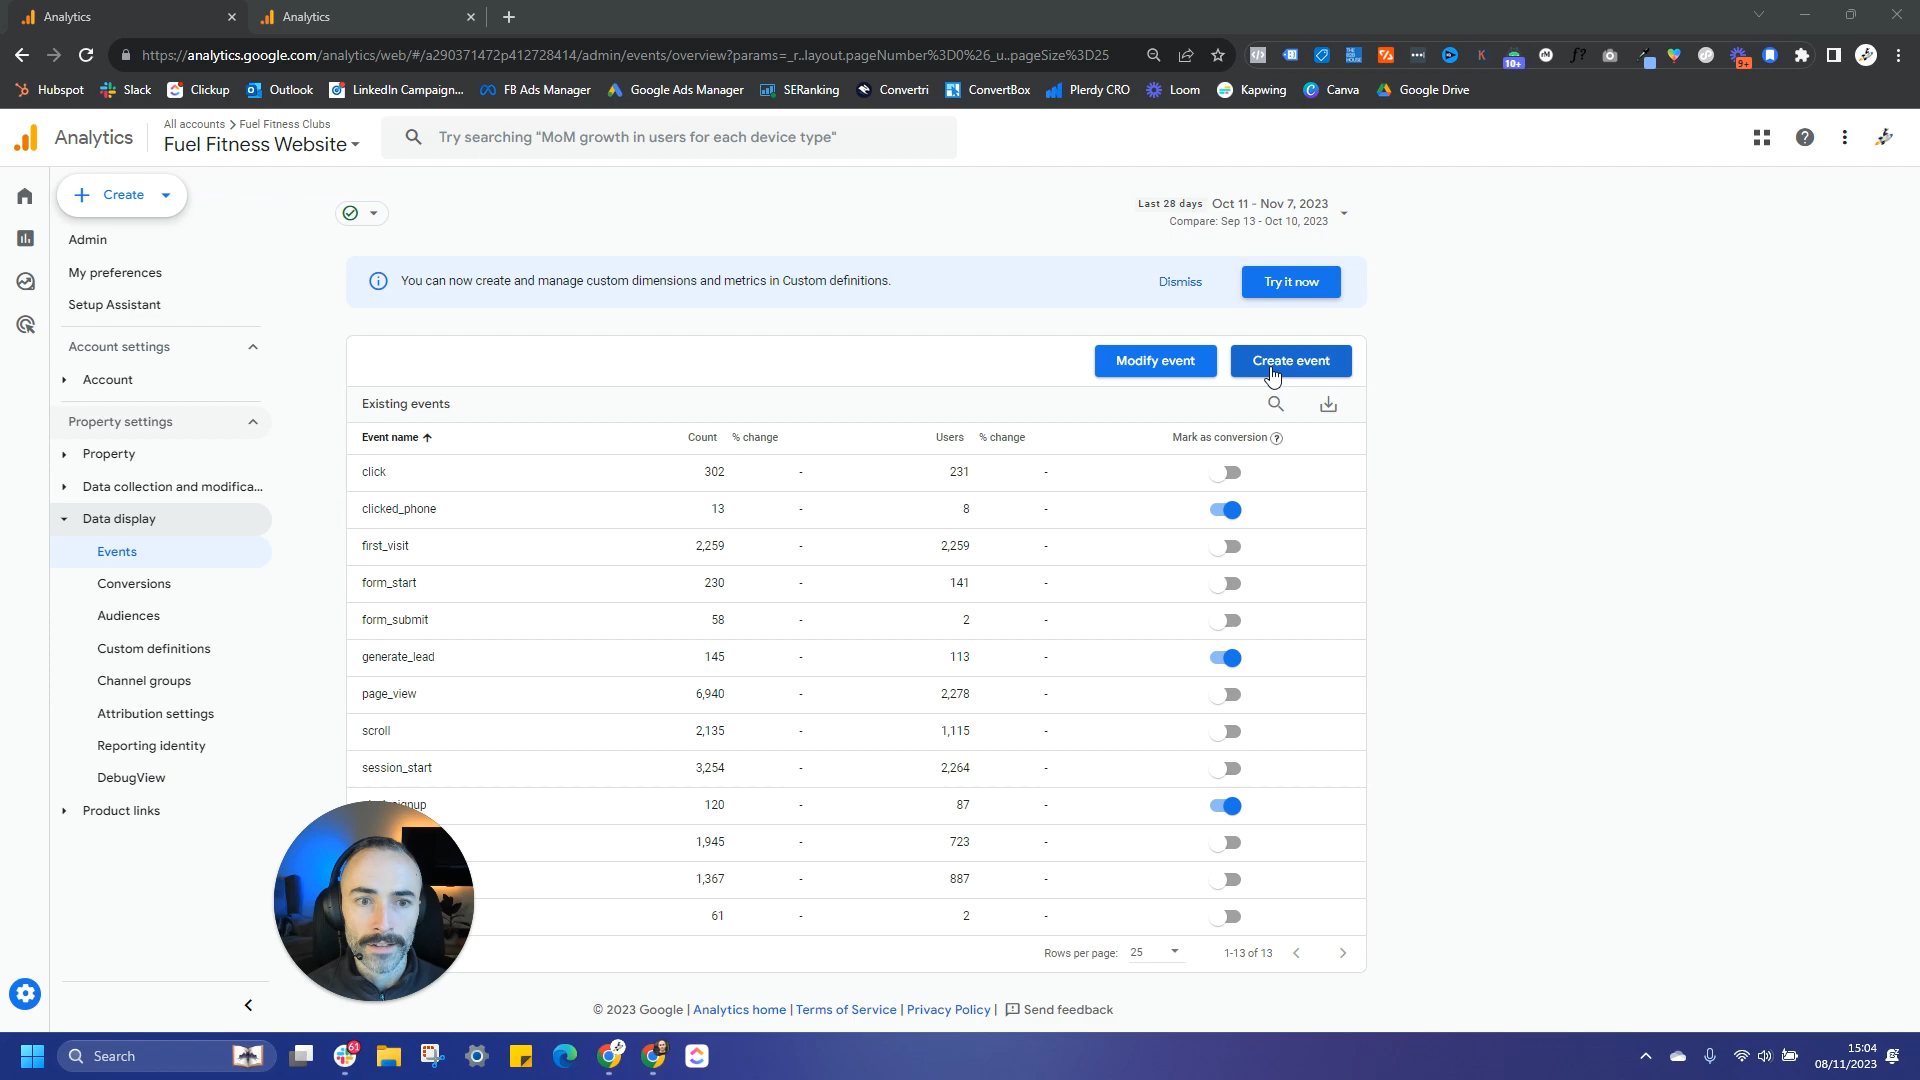 Analytics
Analytics
https://analytics.google.com/analytics/web/#/a290371472p412728414/admin/events/overview?params=_r..layout.pageNumber%3D0%26_u..pageSize%3D25
10+
9+
Hubspot
Slack
Clickup
Outlook
LinkedIn Campaign...
FB Ads Manager
Google Ads Manager
SERanking
Convertri
ConvertBox
Plerdy CRO
Loom
Kapwing
Canva
Google Drive
Analytics
All accounts > Fuel Fitness Clubs
Fuel Fitness Website
Try searching "MoM growth in users for each device type"
Create
Admin
My preferences
Setup Assistant
Account settings
Account
Property settings
Property
Data collection and modifica...
Data display
Events
Conversions
Audiences
Custom definitions
Channel groups
Attribution settings
Reporting identity
DebugView
Product links
Last 28 days Oct 11 - Nov 7, 2023
Compare: Sep 13 - Oct 10, 2023
You can now create and manage custom dimensions and metrics in Custom definitions.
Dismiss
Try it now
Modify event
Create event
Existing events
Event name Count % change Users % change Mark as conversion ?
click 302 - 231 -
clicked_phone 13 - 8 -
first_visit 2,259 - 2,259 -
form_start 230 - 141 -
form_submit 58 - 2 -
generate_lead 145 - 113 -
page_view 6,940 - 2,278 -
scroll 2,135 - 1,115 -
session_start 3,254 - 2,264 -
120 - 87 -
1,945 - 723 -
1,367 - 887 -
61 - 2 -
Rows per page: 25 1-13 of 13
© 2023 Google | Analytics home | Terms of Service | Privacy Policy | Send feedback
Search
61
15:04
08/11/2023